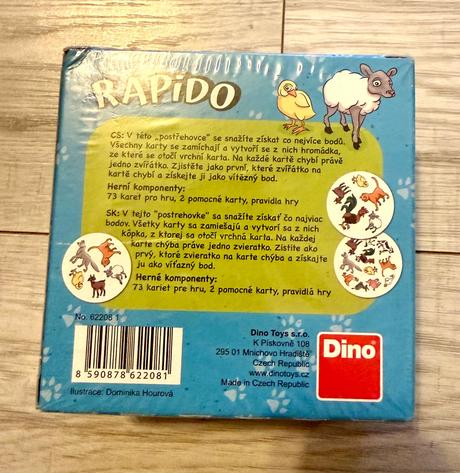 RAPIDO
CS: V této „postřehovce" se snažíte získat co nejvíce bodů.
Všechny karty se zamíchají a vytvoří se z nich hromádka,
ze které se otočí vrchní karta. Na každé kartě chybí právě
jedno zvířátko. Zjistěte jako první, které zvířátko na
kartě chybí a získejte ji jako vítězný bod.
Herní komponenty:
73 karet pro hru, 2 pomocné karty, pravidla hry
SK: V tejto "postrehovke" sa snažíte získať čo najviac
bodov. Všetky karty sa zamiešajú a vytvorí sa z nich
kôpka, z ktorej sa otočí vrchná karta. Na každej
karte chýba práve jedno zvieratko. Zistite ako
prvý, ktoré zvieratko na karte chýba a získajte
ju ako víťazný bod.
Herné komponenty:
73 kariet pre hru, 2 pomocné karty, pravidlá hry
No. 62208 1
8 590878 622081
Ilustrace: Dominika Hourová
Dino Toys s.r.o.
K Pískovně 108
295 01 Mnichovo Hradiště
Czech Republic
www.dinotoys.cz
Made in Czech Republic
Dino